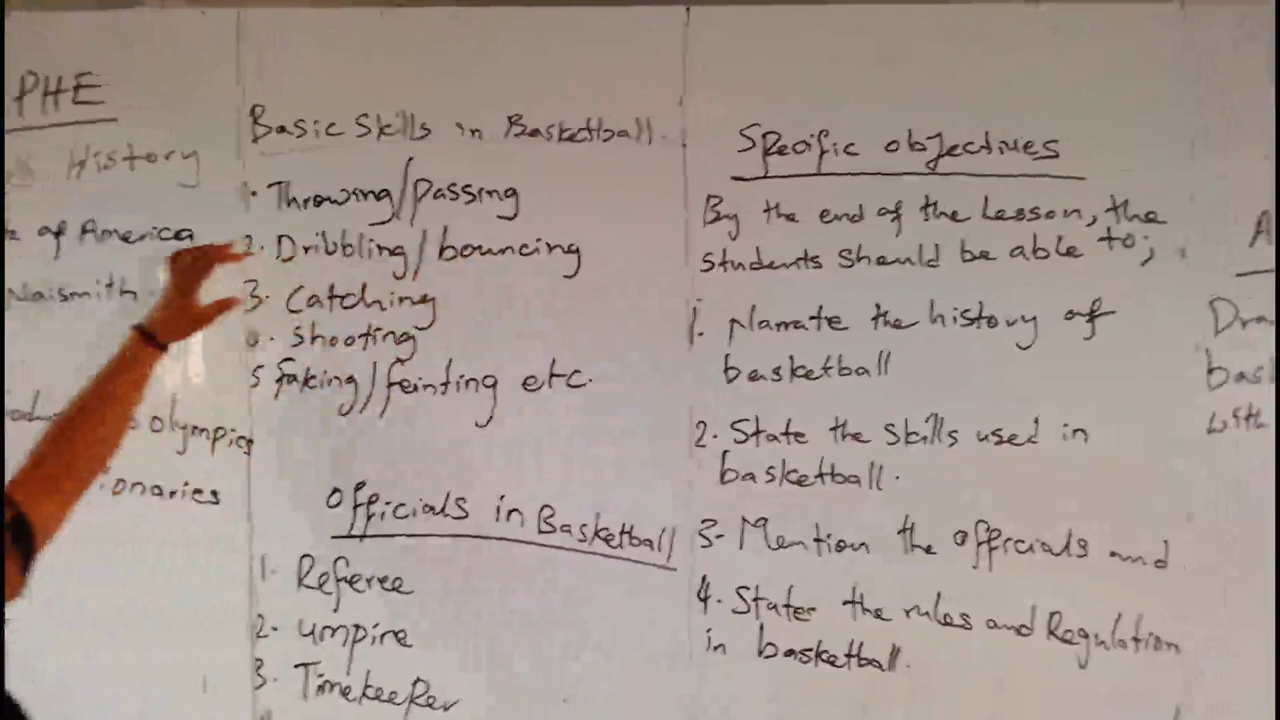 PHE
History
of America
Naismith
olympics
Basic Skills in Basketball.
1. Throwing/passing
2. Dribbling/bouncing
3. Catching
. Shooting
5 faking/feinting etc.
Officials in Basketball
1. Referee
2. umpire
3. Timekeeper
Specific objectives
By the end of the Lesson, the
students should be able to;
1. Narrate the history of
basketball
2. State the skills used in
basketball.
3- Mention the officials and
4. States the rules and Regulation
in basketball.
A
Dra
bas
with